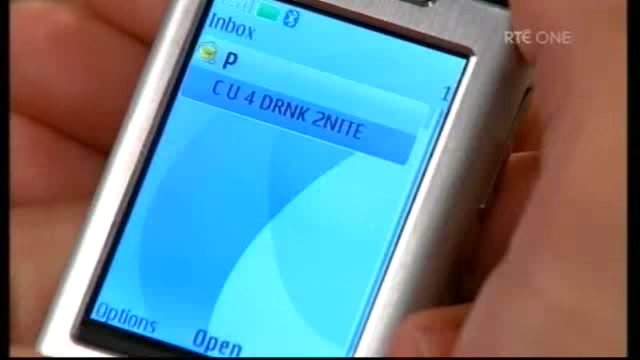 RTÉ ONE
Inbox
p
1
C U 4 DRNK 2NITE
Options
Open